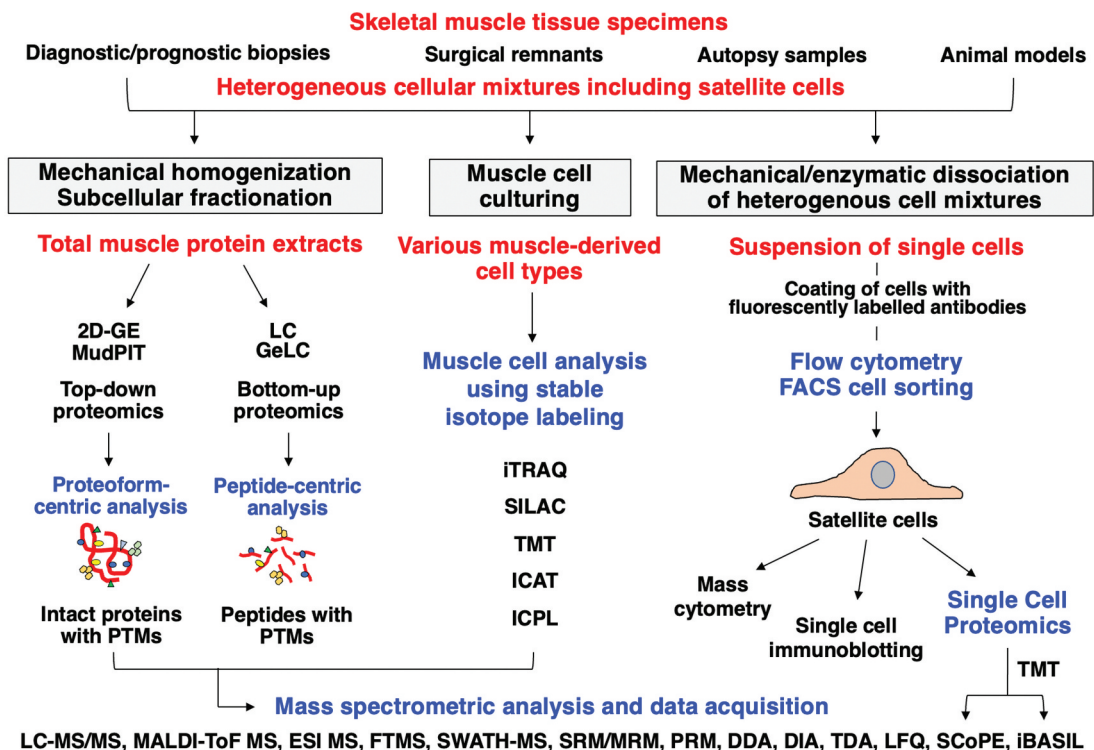 Skeletal muscle tissue specimens
Diagnostic/prognostic biopsies
Surgical remnants
Autopsy samples
Animal models
Heterogeneous cellular mixtures including satellite cells
Mechanical homogenization
Subcellular fractionation
Total muscle protein extracts
2D-GE
MudPIT
Top-down
proteomics
Proteoform-
centric analysis
Intact proteins
with PTMs
LC
GeLC
Bottom-up
proteomics
Peptide-centric
analysis
Peptides with
PTMs
Muscle cell
culturing
Various muscle-derived
cell types
Muscle cell analysis
using stable
isotope labeling
iTRAQ
SILAC
TMT
ICAT
ICPL
Mechanical/enzymatic dissociation
of heterogenous cell mixtures
Suspension of single cells
Coating of cells with
fluorescently labelled antibodies
Flow cytometry
FACS cell sorting
Satellite cells
Mass
cytometry
Single cell
immunoblotting
Single Cell
Proteomics
TMT
Mass spectrometric analysis and data acquisition
LC-MS/MS, MALDI-ToF MS, ESI MS, FTMS, SWATH-MS, SRM/MRM, PRM, DDA, DIA, TDA, LFQ, SCoPE, iBASIL